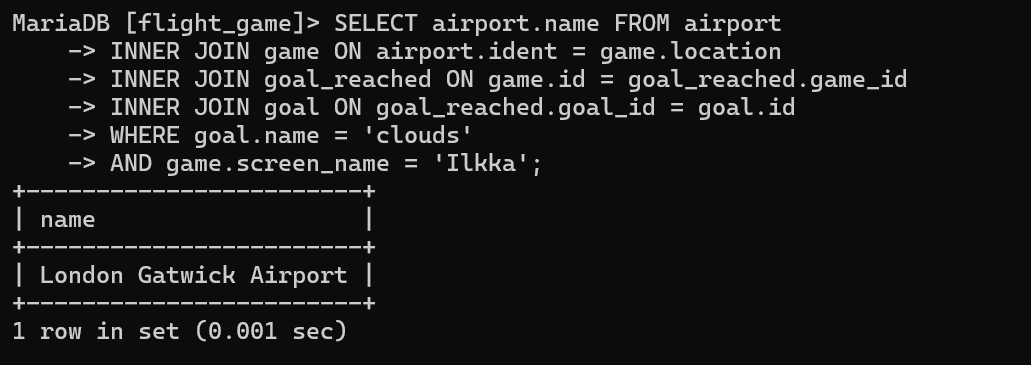 MariaDB [flight_game]> SELECT airport.name FROM airport
    -> INNER JOIN game ON airport.ident = game.location
    -> INNER JOIN goal_reached ON game.id = goal_reached.game_id
    -> INNER JOIN goal ON goal_reached.goal_id = goal.id
    -> WHERE goal.name = 'clouds'
    -> AND game.screen_name = 'Ilkka';
+------------------------+
| name                   |
+------------------------+
| London Gatwick Airport |
+------------------------+
1 row in set (0.001 sec)